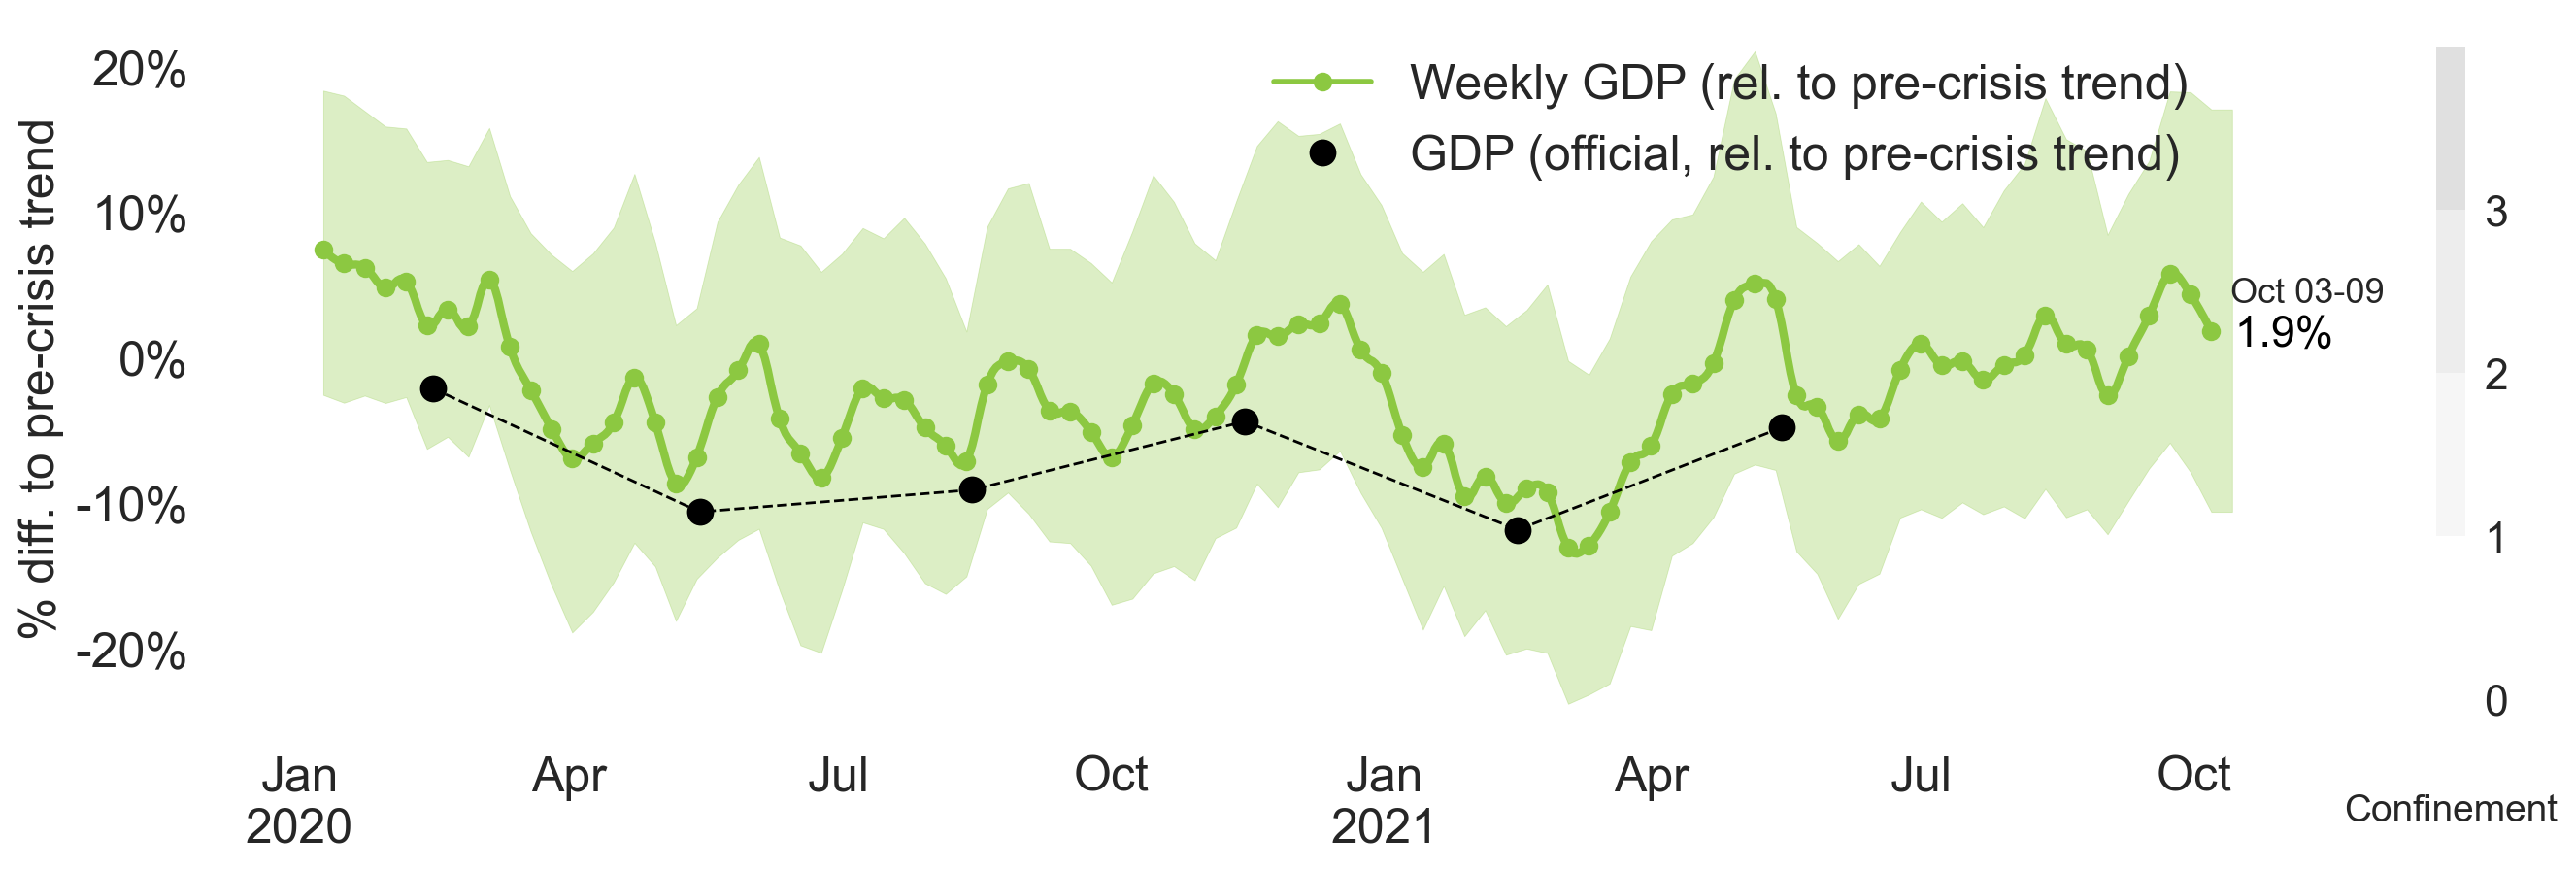 % diff. to pre-crisis trend
20%
10%
0%
-10%
-20%
Weekly GDP (rel. to pre-crisis trend)
GDP (official, rel. to pre-crisis trend)
Oct 03-09
1.9%
3
2
1
0
Jan Apr Jul Oct Jan Apr Jul Oct
2020 2021
Confinement